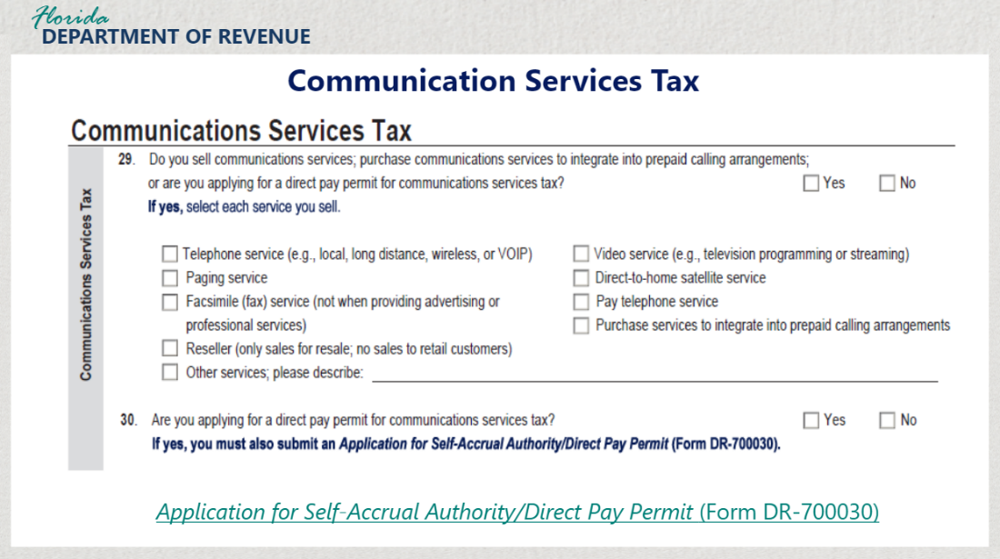 Florida
DEPARTMENT OF REVENUE
Communication Services Tax
Communications Services Tax
Communications Services Tax
29. Do you sell communications services; purchase communications services to integrate into prepaid calling arrangements;
or are you applying for a direct pay permit for communications services tax? Yes No
If yes, select each service you sell.
Telephone service (e.g., local, long distance, wireless, or VOIP)
Paging service
Facsimile (fax) service (not when providing advertising or
professional services)
Reseller (only sales for resale; no sales to retail customers)
Other services; please describe:
Video service (e.g., television programming or streaming)
Direct-to-home satellite service
Pay telephone service
Purchase services to integrate into prepaid calling arrangements
30. Are you applying for a direct pay permit for communications services tax? Yes No
If yes, you must also submit an Application for Self-Accrual Authority/Direct Pay Permit (Form DR-700030).
Application for Self-Accrual Authority/Direct Pay Permit (Form DR-700030)